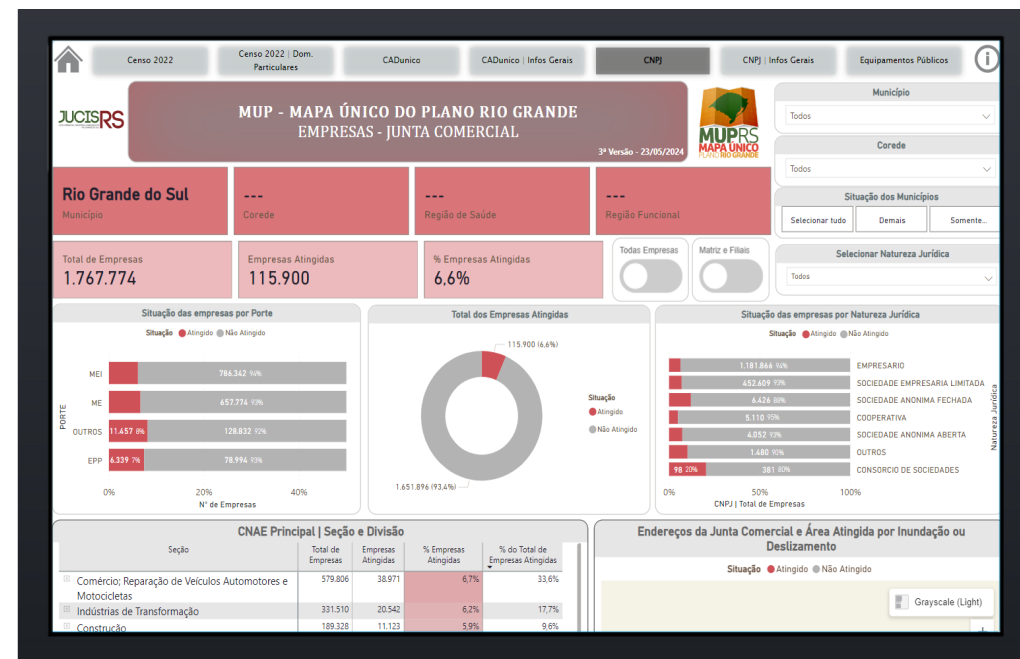 Censo 2022
Censo 2022 | Dom.
Particulares
CADunico
CADunico | Infos Gerais
CNPJ
CNPJ | Infos Gerais
Equipamentos Públicos
i
JUCISRS
MUP - MAPA ÚNICO DO PLANO RIO GRANDE
EMPRESAS - JUNTA COMERCIAL
3ª Versão - 23/05/2024
MUPRS
MAPA ÚNICO
PLANO RIO GRANDE
Município
Todos
Corede
Todos
Situação dos Municípios
Selecionar tudo
Demais
Somente...
Selecionar Natureza Jurídica
Todos
Rio Grande do Sul
Município
---
Corede
---
Região de Saúde
---
Região Funcional
Total de Empresas
1.767.774
Empresas Atingidas
115.900
% Empresas Atingidas
6,6%
Todas Empresas
Matriz e Filiais
Situação das empresas por Porte
Situação Atingido Não Atingido
MEI 786.342 94%
ME 657.774 93%
OUTROS 11.457 8% 128.832 92%
EPP 6.339 7% 78.994 93%
PORTE
0% 20% 40%
N° de Empresas
Total dos Empresas Atingidas
115.900 (6,6%)
1.651.896 (93,4%)
Situação
Atingido
Não Atingido
Situação das empresas por Natureza Jurídica
Situação Atingido Não Atingido
1.181.866 94% EMPRESARIO
452.609 93% SOCIEDADE EMPRESARIA LIMITADA
6.426 88% SOCIEDADE ANONIMA FECHADA
5.110 95% COOPERATIVA
4.052 93% SOCIEDADE ANONIMA ABERTA
1.480 90% OUTROS
98 20% 381 80% CONSORCIO DE SOCIEDADES
Natureza Jurídica
0% 50% 100%
CNPJ | Total de Empresas
CNAE Principal | Seção e Divisão
Seção
Total de
Empresas
Empresas
Atingidas
% Empresas
Atingidas
% do Total de
Empresas Atingidas
Comércio; Reparação de Veículos Automotores e
Motocicletas
579.806 38.971 6,7% 33,6%
Indústrias de Transformação 331.510 20.542 6,2% 17,7%
Construção 189.328 11.123 5,9% 9,6%
Endereços da Junta Comercial e Área Atingida por Inundação ou
Deslizamento
Situação Atingido Não Atingido
Grayscale (Light)